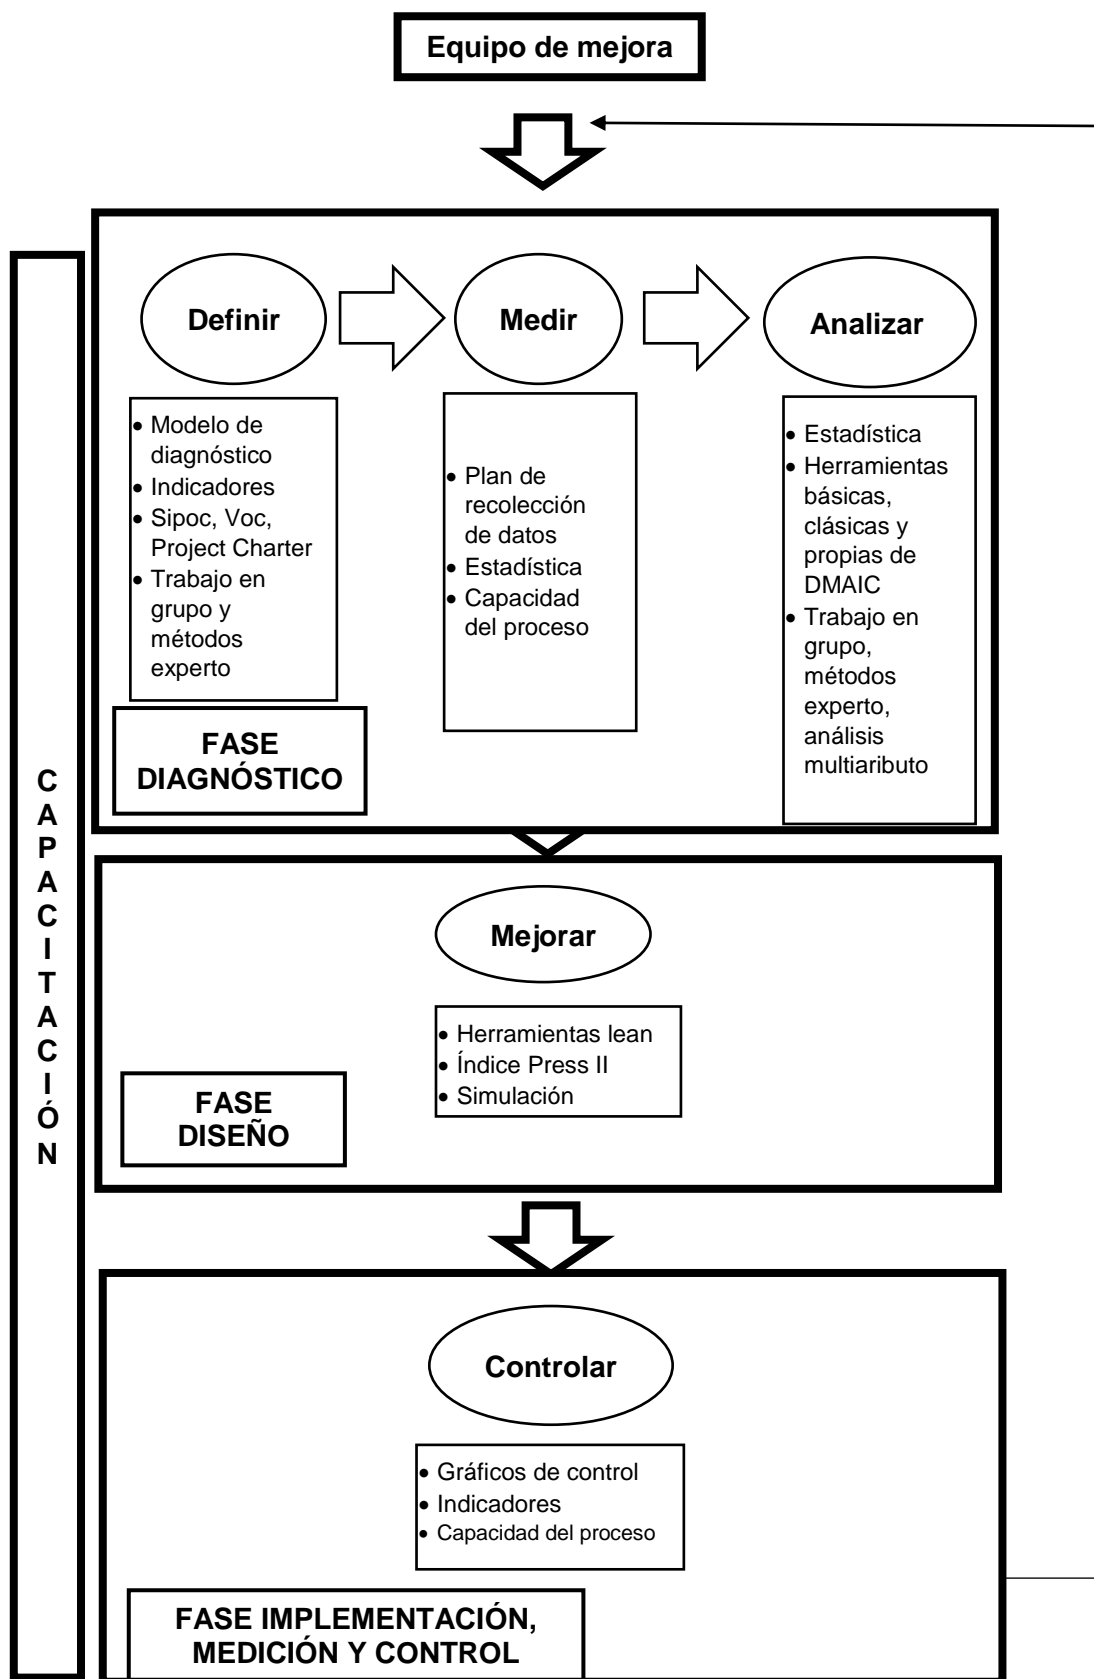 Equipo de mejora
Definir
Medir
Analizar
• Modelo de
diagnóstico
• Indicadores
• Sipoc, Voc,
Project Charter
• Trabajo en
grupo y
métodos
experto
• Plan de
recolección
de datos
• Estadística
• Capacidad
del proceso
• Estadística
• Herramientas
básicas,
clásicas y
propias de
DMAIC
• Trabajo en
grupo,
métodos
experto,
análisis
multiaributo
FASE
DIAGNÓSTICO
C
A
P
A
C
I
T
A
C
I
Ó
N
Mejorar
• Herramientas lean
• Índice Press II
• Simulación
FASE
DISEÑO
Controlar
• Gráficos de control
• Indicadores
• Capacidad del proceso
FASE IMPLEMENTACIÓN,
MEDICIÓN Y CONTROL